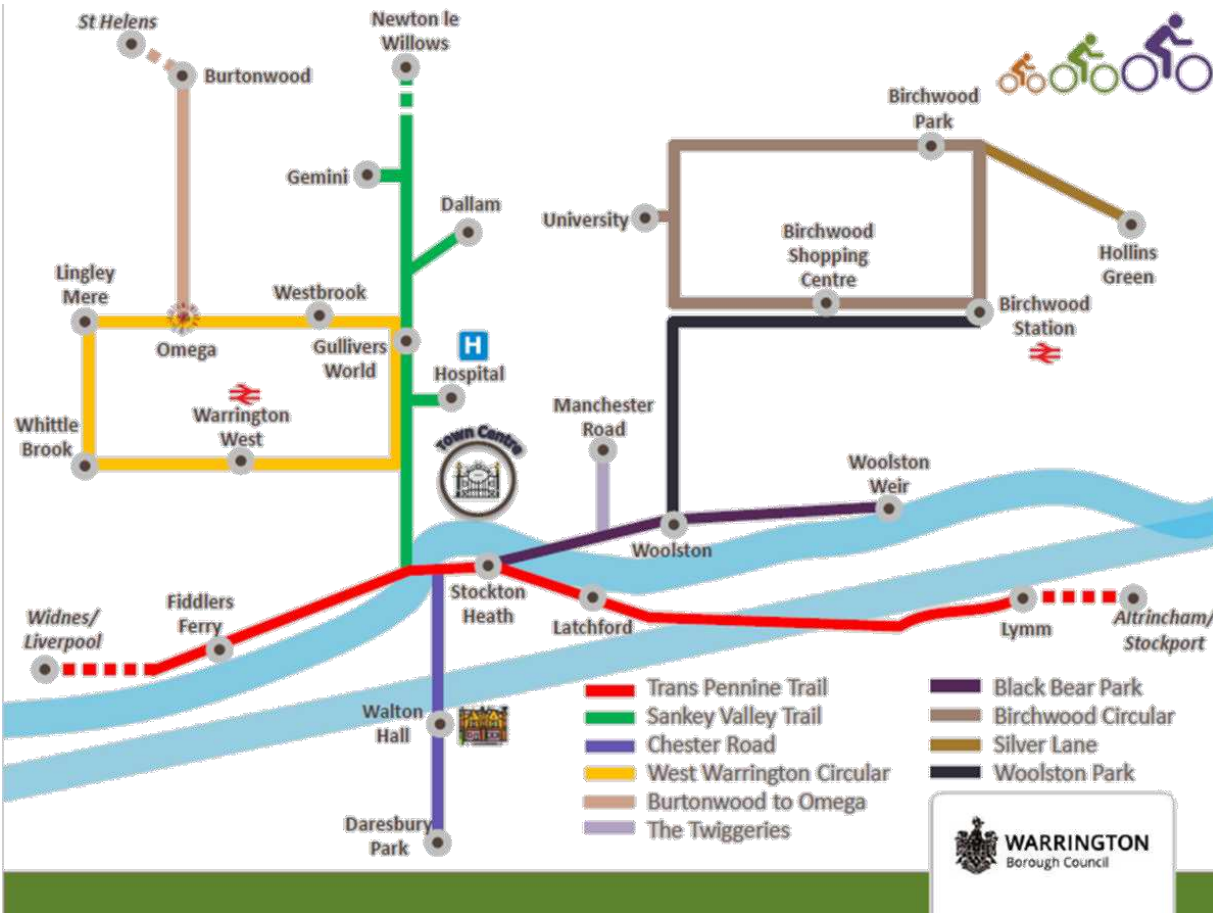 St Helens
Burtonwood
Newton le
Willows
Gemini
Dallam
Birchwood
Park
University
Birchwood
Shopping
Centre
Hollins
Green
Birchwood
Station
Lingley
Mere
Westbrook
Omega
Gullivers
World
H
Hospital
Warrington
West
Whittle
Brook
Town Centre
Manchester
Road
Woolston
Weir
Woolston
Stockton
Heath
Fiddlers
Ferry
Widnes/
Liverpool
Latchford
Lymm
Altrincham/
Stockport
Walton
Hall
Daresbury
Park
Trans Pennine Trail
Sankey Valley Trail
Chester Road
West Warrington Circular
Burtonwood to Omega
The Twiggeries
Black Bear Park
Birchwood Circular
Silver Lane
Woolston Park
WARRINGTON
Borough Council